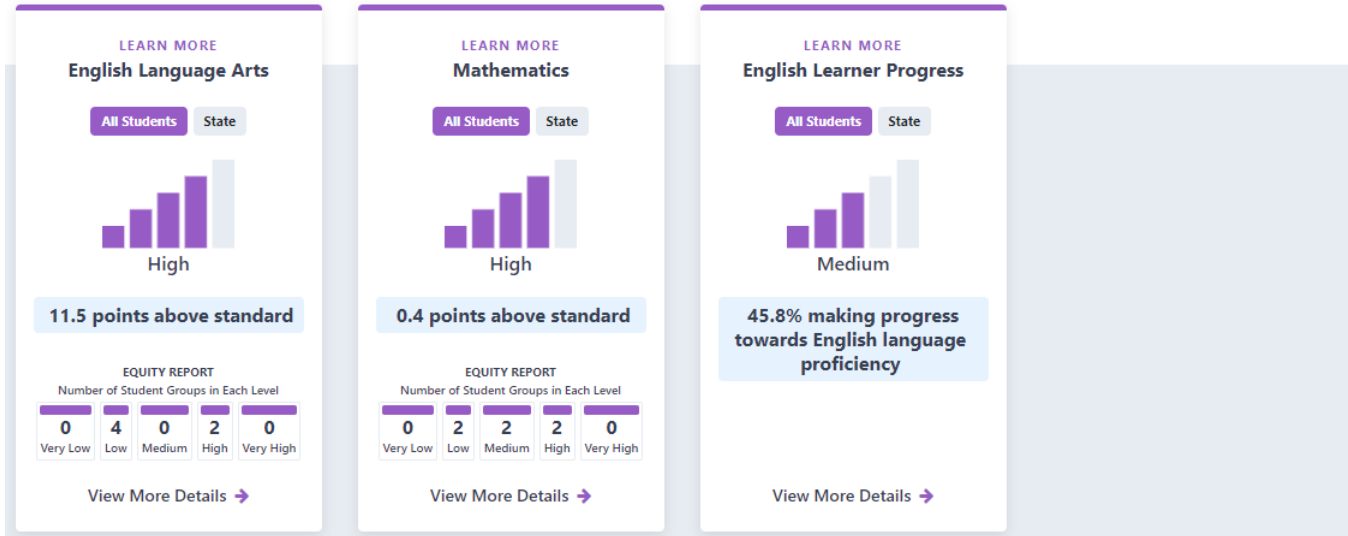 LEARN MORE
English Language Arts
All Students State
High
11.5 points above standard
EQUITY REPORT
Number of Student Groups in Each Level
0 4 0 2 0
Very Low Low Medium High Very High
View More Details →
LEARN MORE
Mathematics
All Students State
High
0.4 points above standard
EQUITY REPORT
Number of Student Groups in Each Level
0 2 2 2 0
Very Low Low Medium High Very High
View More Details →
LEARN MORE
English Learner Progress
All Students State
Medium
45.8% making progress
towards English language
proficiency
View More Details →